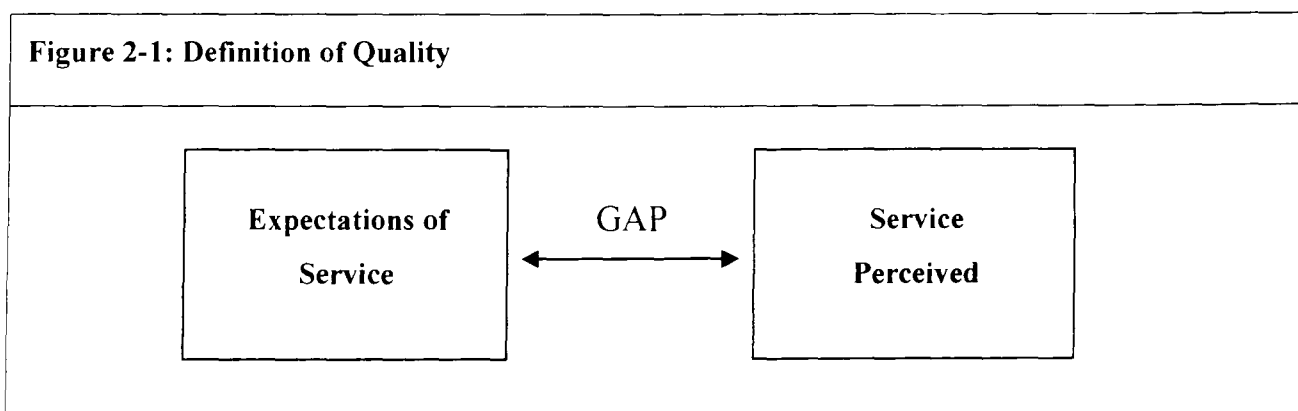 Figure 2-1: Definition of Quality
Expectations of
Service
GAP
Service
Perceived